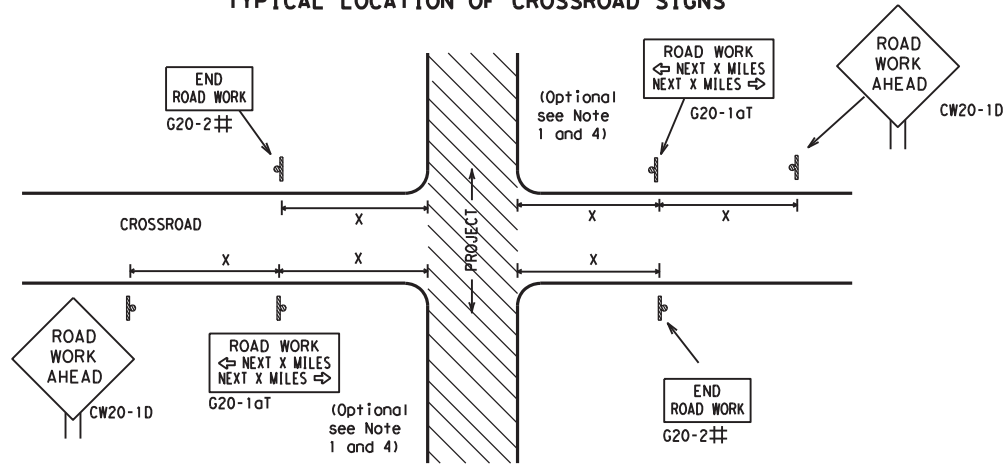 TYPICAL LOCATION OF CROSSROAD SIGNS
END
ROAD WORK
G20-2#
ROAD WORK
⇦ NEXT X MILES
NEXT X MILES ⇨
G20-1aT
(Optional
see Note
1 and 4)
ROAD
WORK
AHEAD
CW20-1D
X
X
X
CROSSROAD
PROJECT
X
X
X
ROAD
WORK
AHEAD
CW20-1D
ROAD WORK
⇦ NEXT X MILES
NEXT X MILES ⇨
G20-1aT
(Optional
see Note
1 and 4)
END
ROAD WORK
G20-2#